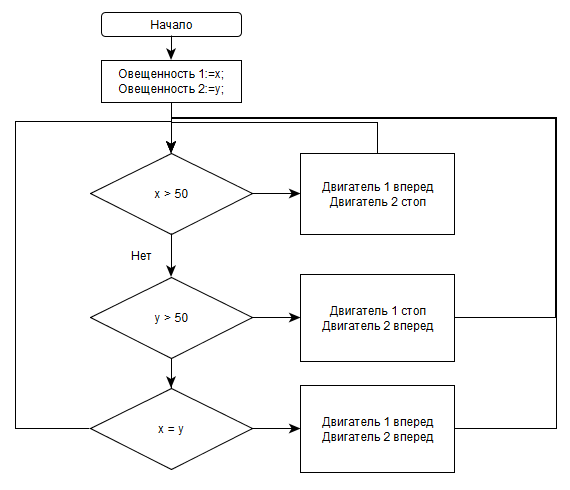 Начало
Овещенность 1:=x;
Овещенность 2:=y;
x > 50
Двигатель 1 вперед
Двигатель 2 стоп
Нет
y > 50
Двигатель 1 стоп
Двигатель 2 вперед
x = y
Двигатель 1 вперед
Двигатель 2 вперед